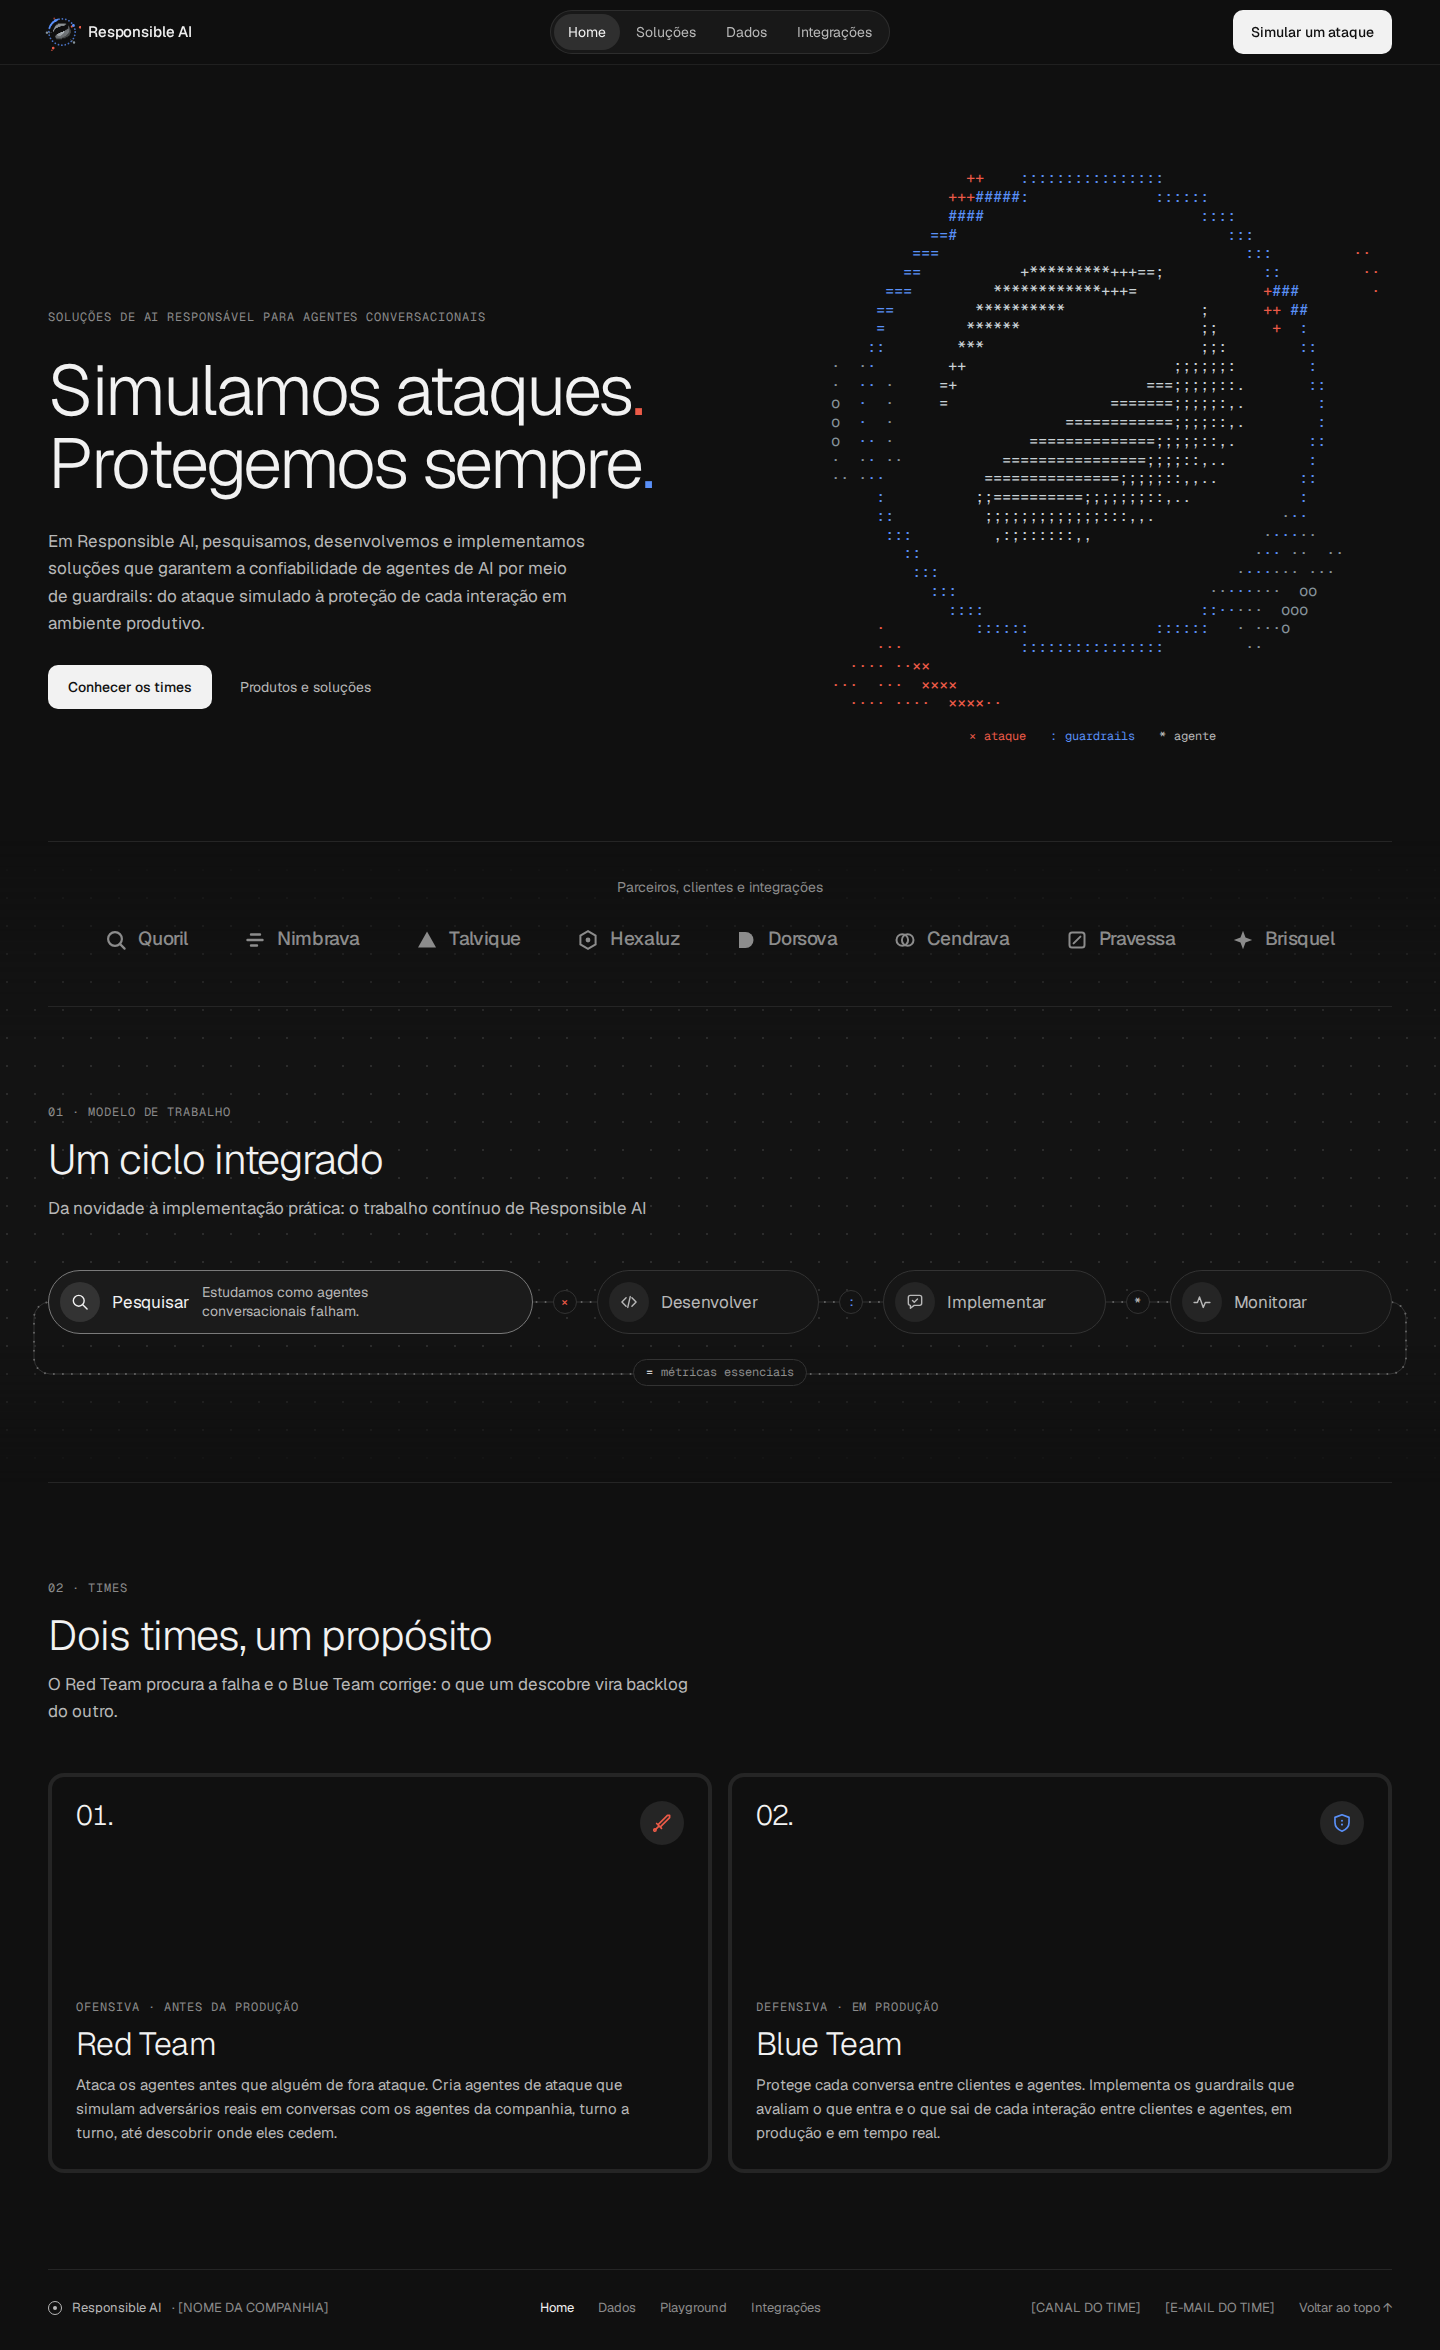 Responsible AI
Home Soluções Dados Integrações
Simular um ataque
SOLUÇÕES DE AI RESPONSÁVEL PARA AGENTES CONVERSACIONAIS
Simulamos ataques.
Protegemos sempre.
Em Responsible AI, pesquisamos, desenvolvemos e implementamos
soluções que garantem a confiabilidade de agentes de AI por meio
de guardrails: do ataque simulado à proteção de cada interação em
ambiente produtivo.
Conhecer os times
Produtos e soluções
× ataque : guardrails * agente
Parceiros, clientes e integrações
Quoril Nimbrava Talvique Hexaluz Dorsova Cendrava Pravessa Brisquel
01 · MODELO DE TRABALHO
Um ciclo integrado
Da novidade à implementação prática: o trabalho contínuo de Responsible AI
Pesquisar
Estudamos como agentes
conversacionais falham.
×
Desenvolver
:
Implementar
*
Monitorar
= métricas essenciais
02 · TIMES
Dois times, um propósito
O Red Team procura a falha e o Blue Team corrige: o que um descobre vira backlog
do outro.
01.
OFENSIVA · ANTES DA PRODUÇÃO
Red Team
Ataca os agentes antes que alguém de fora ataque. Cria agentes de ataque que
simulam adversários reais em conversas com os agentes da companhia, turno a
turno, até descobrir onde eles cedem.
02.
DEFENSIVA · EM PRODUÇÃO
Blue Team
Protege cada conversa entre clientes e agentes. Implementa os guardrails que
avaliam o que entra e o que sai de cada interação entre clientes e agentes, em
produção e em tempo real.
Responsible AI · [NOME DA COMPANHIA]
Home Dados Playground Integrações
[CANAL DO TIME] [E-MAIL DO TIME] Voltar ao topo ↑